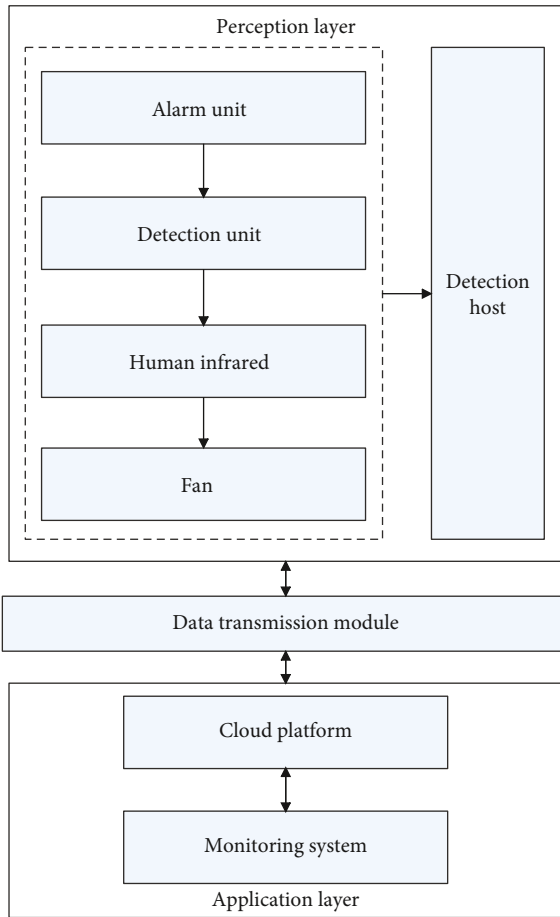 Perception layer
Alarm unit
Detection unit
Human infrared
Fan
Detection
host
Data transmission module
Cloud platform
Monitoring system
Application layer